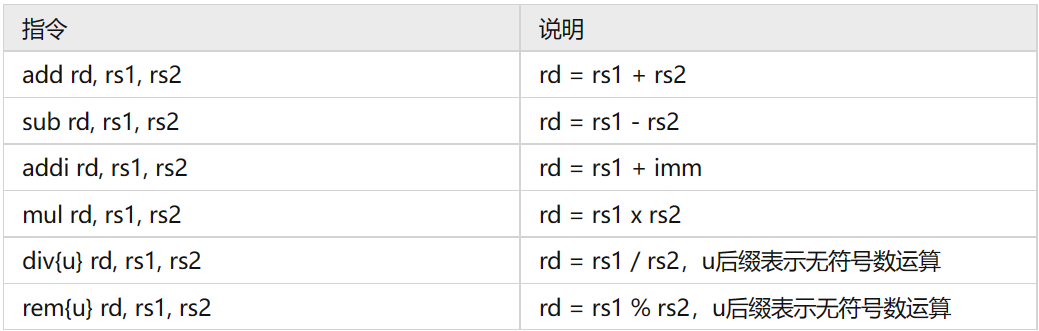 指令 说明
add rd, rs1, rs2 rd = rs1 + rs2
sub rd, rs1, rs2 rd = rs1 - rs2
addi rd, rs1, rs2 rd = rs1 + imm
mul rd, rs1, rs2 rd = rs1 x rs2
div{u} rd, rs1, rs2 rd = rs1 / rs2，u后缀表示无符号数运算
rem{u} rd, rs1, rs2 rd = rs1 % rs2，u后缀表示无符号数运算